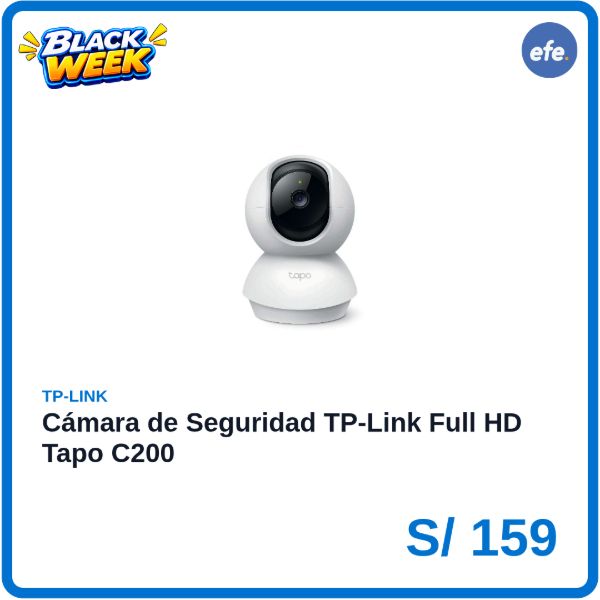 BLACK
WEEK
efe.
tapo
TP-LINK
Cámara de Seguridad TP-Link Full HD
Tapo C200
S/ 159